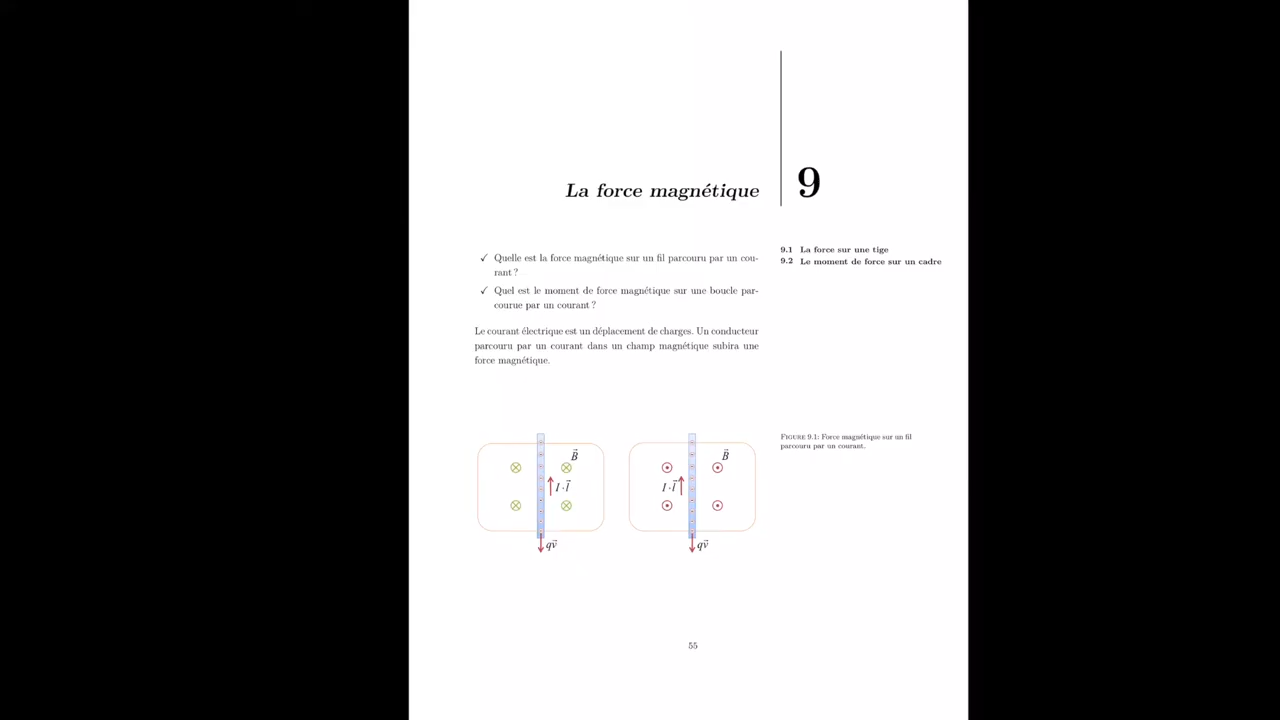 La force magnétique
9
9.1 La force sur une tige
9.2 Le moment de force sur un cadre
✓ Quelle est la force magnétique sur un fil parcouru par un cou-
rant ?
✓ Quel est le moment de force magnétique sur une boucle par-
courue par un courant ?
Le courant électrique est un déplacement de charges. Un conducteur
parcouru par un courant dans un champ magnétique subira une
force magnétique.
FIGURE 9.1: Force magnétique sur un fil
parcouru par un courant.
B⃗
I · l⃗
qv⃗
B⃗
I · l⃗
qv⃗
55